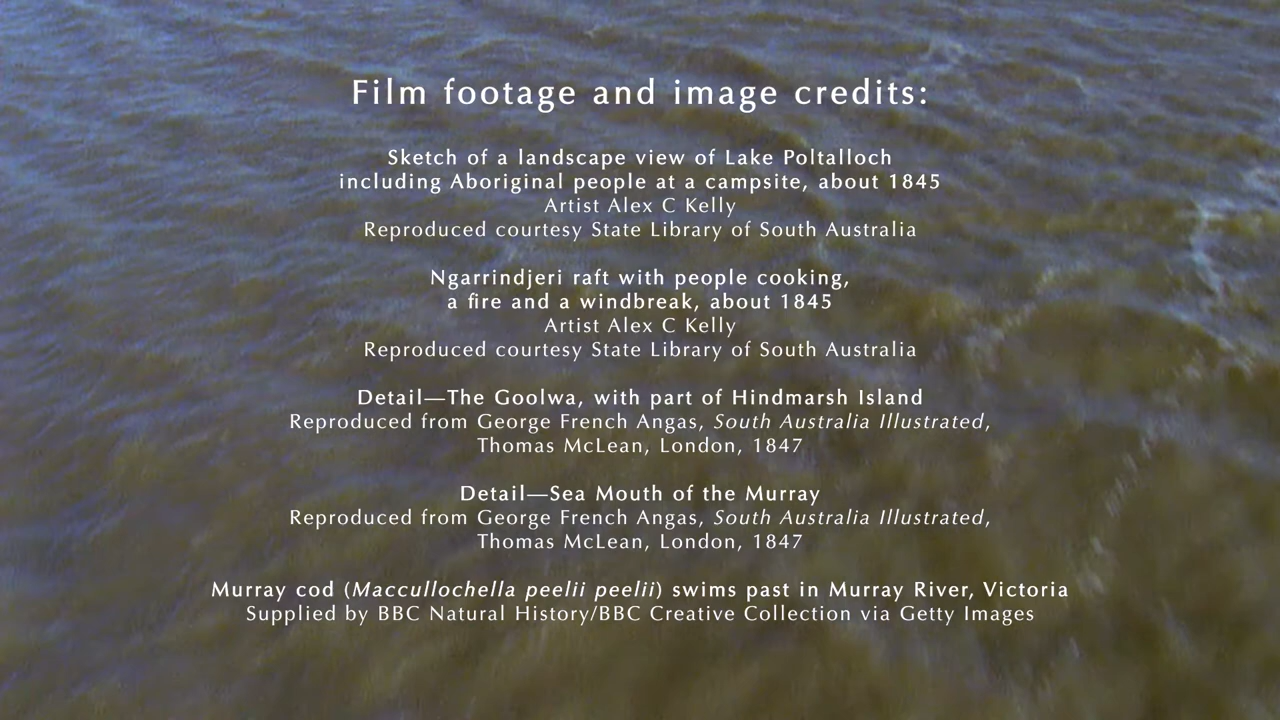 Film footage and image credits:
Sketch of a landscape view of Lake Poltalloch
including Aboriginal people at a campsite, about 1845
Artist Alex C Kelly
Reproduced courtesy State Library of South Australia
Ngarrindjeri raft with people cooking,
a fire and a windbreak, about 1845
Artist Alex C Kelly
Reproduced courtesy State Library of South Australia
Detail—The Goolwa, with part of Hindmarsh Island
Reproduced from George French Angas, South Australia Illustrated,
Thomas McLean, London, 1847
Detail—Sea Mouth of the Murray
Reproduced from George French Angas, South Australia Illustrated,
Thomas McLean, London, 1847
Murray cod (Maccullochella peelii peelii) swims past in Murray River, Victoria
Supplied by BBC Natural History/BBC Creative Collection via Getty Images